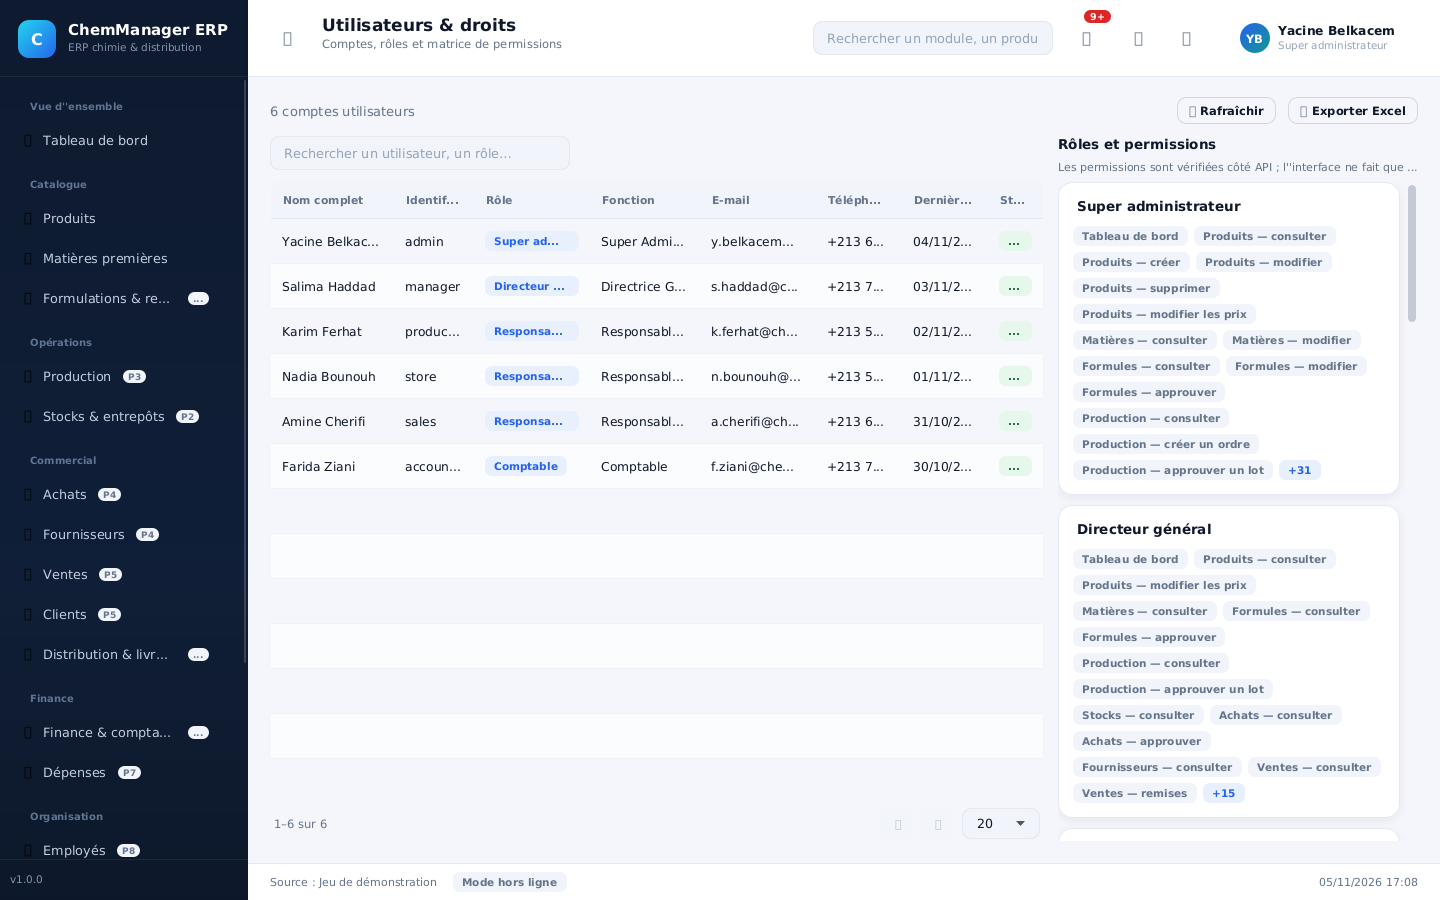 C
ChemManager ERP
ERP chimie & distribution
Vue d''ensemble
Tableau de bord
Catalogue
Produits
Matières premières
Formulations & re... ...
Opérations
Production P3
Stocks & entrepôts P2
Commercial
Achats P4
Fournisseurs P4
Ventes P5
Clients P5
Distribution & livr... ...
Finance
Finance & compta... ...
Dépenses P7
Organisation
Employés P8
v1.0.0
Utilisateurs & droits
Comptes, rôles et matrice de permissions
Rechercher un module, un produ
9+
YB
Yacine Belkacem
Super administrateur
6 comptes utilisateurs
Rafraîchir
Exporter Excel
Rechercher un utilisateur, un rôle...
Nom complet Identif... Rôle Fonction E-mail Téléph... Dernièr... St...
Yacine Belkac... admin Super ad... Super Admi... y.belkacem... +213 6... 04/11/2... ...
Salima Haddad manager Directeur ... Directrice G... s.haddad@c... +213 7... 03/11/2... ...
Karim Ferhat produc... Responsa... Responsabl... k.ferhat@ch... +213 5... 02/11/2... ...
Nadia Bounouh store Responsa... Responsabl... n.bounouh@... +213 5... 01/11/2... ...
Amine Cherifi sales Responsa... Responsabl... a.cherifi@ch... +213 6... 31/10/2... ...
Farida Ziani accoun... Comptable Comptable f.ziani@che... +213 7... 30/10/2... ...
1–6 sur 6
20
Rôles et permissions
Les permissions sont vérifiées côté API ; l''interface ne fait que ...
Super administrateur
Tableau de bord Produits — consulter
Produits — créer Produits — modifier
Produits — supprimer
Produits — modifier les prix
Matières — consulter Matières — modifier
Formules — consulter Formules — modifier
Formules — approuver
Production — consulter
Production — créer un ordre
Production — approuver un lot +31
Directeur général
Tableau de bord Produits — consulter
Produits — modifier les prix
Matières — consulter Formules — consulter
Formules — approuver
Production — consulter
Production — approuver un lot
Stocks — consulter Achats — consulter
Achats — approuver
Fournisseurs — consulter Ventes — consulter
Ventes — remises +15
Source : Jeu de démonstration
Mode hors ligne
05/11/2026 17:08